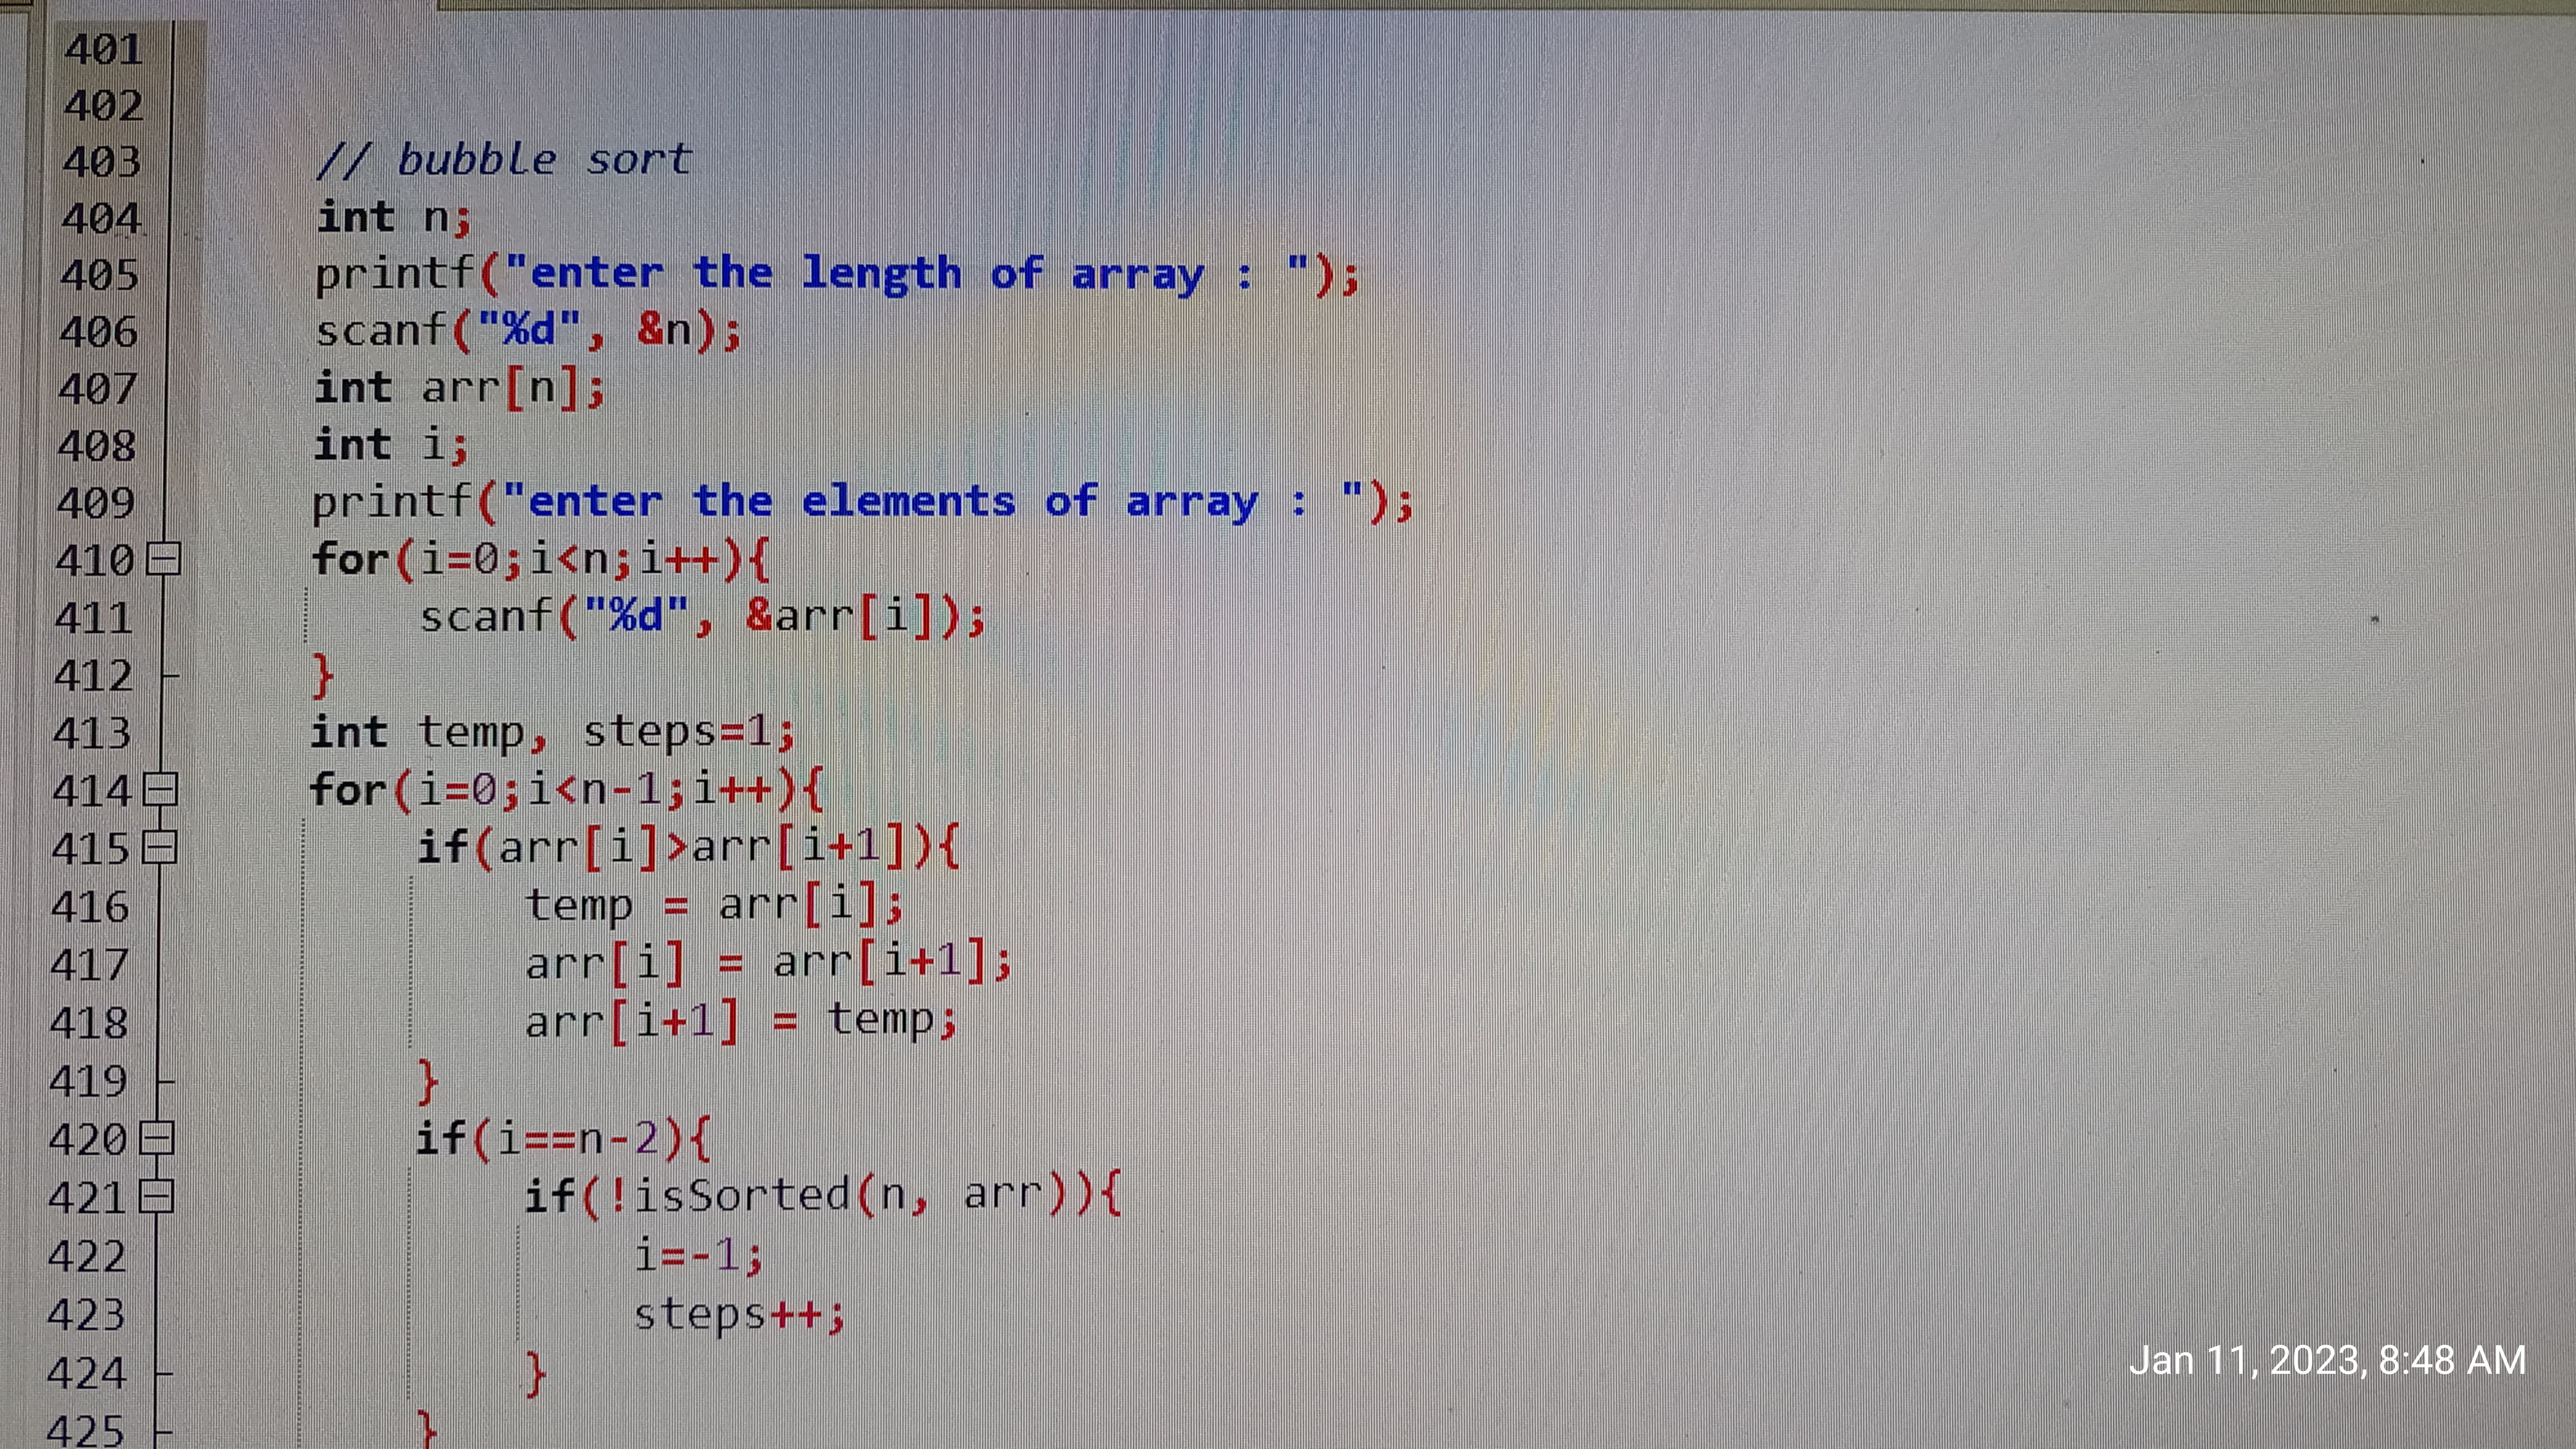 401
402
403 // bubble sort
404 int n;
405 printf("enter the length of array : ");
406 scanf("%d", &n);
407 int arr[n];
408 int i;
409 printf("enter the elements of array : ");
410 for(i=0;i<n;i++){
411 scanf("%d", &arr[i]);
412 }
413 int temp, steps=1;
414 for(i=0;i<n-1;i++){
415 if(arr[i]>arr[i+1]){
416 temp = arr[i];
417 arr[i] = arr[i+1];
418 arr[i+1] = temp;
419 }
420 if(i==n-2){
421 if(!isSorted(n, arr)){
422 i=-1;
423 steps++;
424 }
425 }
Jan 11, 2023, 8:48 AM